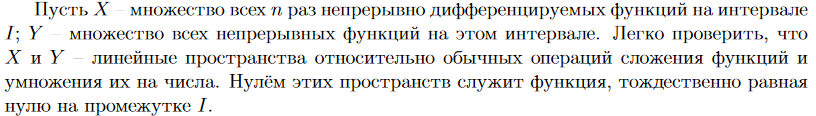 Пусть X – множество всех n раз непрерывно дифференцируемых функций на интервале
I; Y – множество всех непрерывных функций на этом интервале. Легко проверить, что
X и Y – линейные пространства относительно обычных операций сложения функций и
умножения их на числа. Нулём этих пространств служит функция, тождественно равная
нулю на промежутке I.